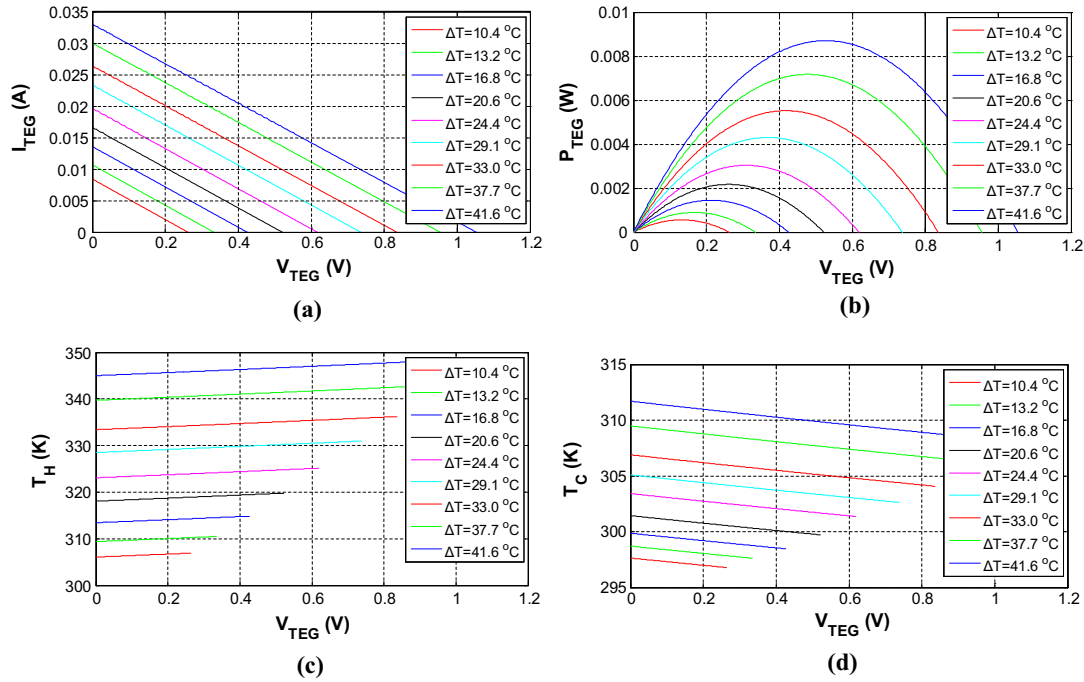 0.035
0.03
0.025
0.02
0.015
0.01
0.005
0
I_TEG (A)
0 0.2 0.4 0.6 0.8 1 1.2
V_TEG (V)
ΔT=10.4 °C
ΔT=13.2 °C
ΔT=16.8 °C
ΔT=20.6 °C
ΔT=24.4 °C
ΔT=29.1 °C
ΔT=33.0 °C
ΔT=37.7 °C
ΔT=41.6 °C
(a)
0.01
0.008
0.006
0.004
0.002
0
P_TEG (W)
0 0.2 0.4 0.6 0.8 1 1.2
V_TEG (V)
ΔT=10.4 °C
ΔT=13.2 °C
ΔT=16.8 °C
ΔT=20.6 °C
ΔT=24.4 °C
ΔT=29.1 °C
ΔT=33.0 °C
ΔT=37.7 °C
ΔT=41.6 °C
(b)
350
340
330
320
310
300
T_H (K)
0 0.2 0.4 0.6 0.8 1 1.2
V_TEG (V)
ΔT=10.4 °C
ΔT=13.2 °C
ΔT=16.8 °C
ΔT=20.6 °C
ΔT=24.4 °C
ΔT=29.1 °C
ΔT=33.0 °C
ΔT=37.7 °C
ΔT=41.6 °C
(c)
315
310
305
300
295
T_C (K)
0 0.2 0.4 0.6 0.8 1 1.2
V_TEG (V)
ΔT=10.4 °C
ΔT=13.2 °C
ΔT=16.8 °C
ΔT=20.6 °C
ΔT=24.4 °C
ΔT=29.1 °C
ΔT=33.0 °C
ΔT=37.7 °C
ΔT=41.6 °C
(d)